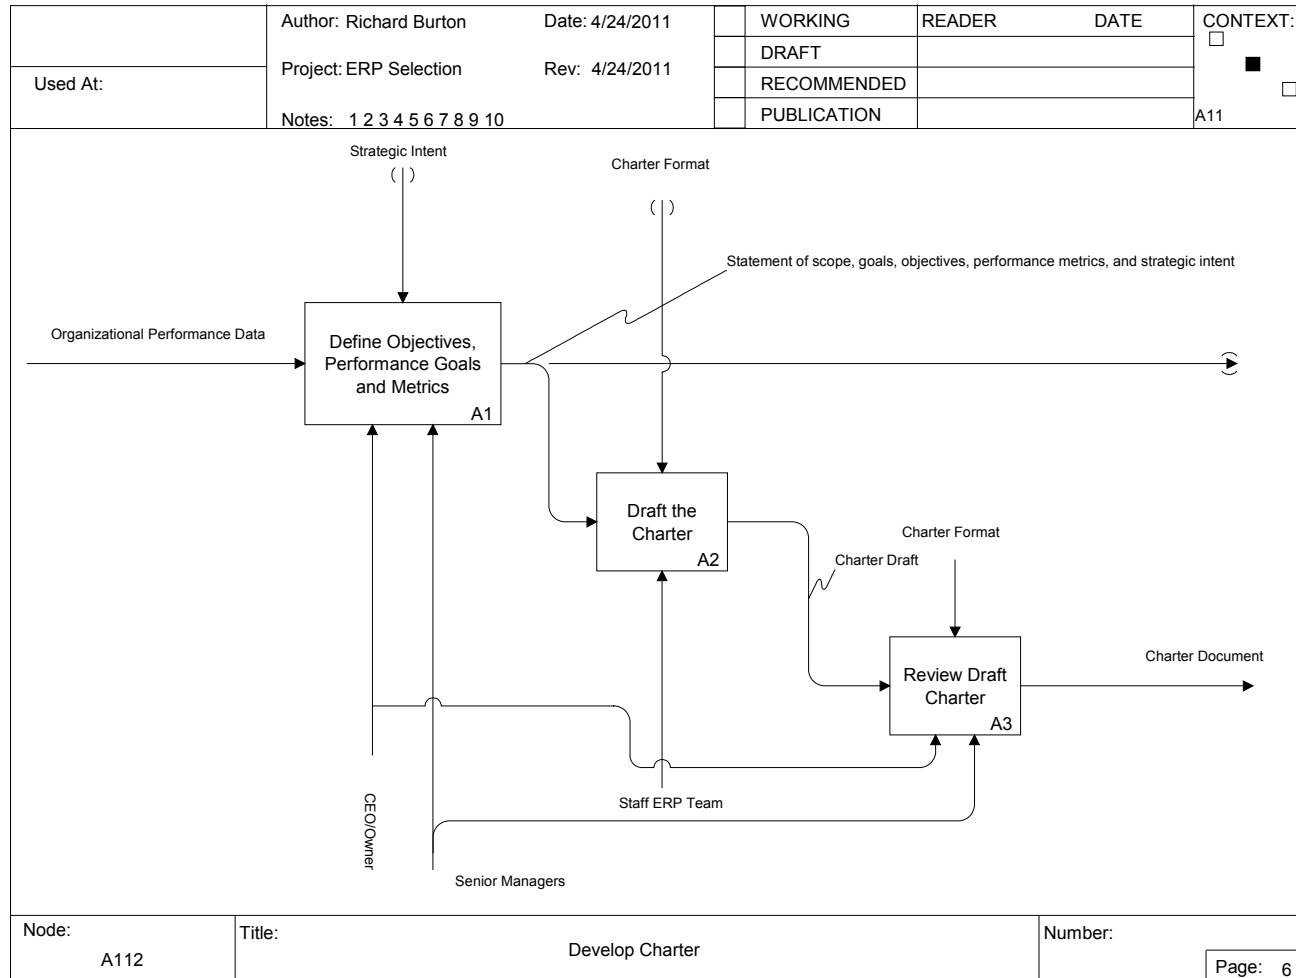 Used At:
Author: Richard Burton
Date: 4/24/2011
Project: ERP Selection
Rev: 4/24/2011
Notes: 1 2 3 4 5 6 7 8 9 10
WORKING
READER
DATE
DRAFT
RECOMMENDED
PUBLICATION
CONTEXT:
A11
Strategic Intent
Charter Format
Statement of scope, goals, objectives, performance metrics, and strategic intent
Organizational Performance Data
Define Objectives,
Performance Goals
and Metrics
A1
Draft the
Charter
A2
Charter Format
Charter Draft
Review Draft
Charter
A3
Charter Document
CEO/Owner
Staff ERP Team
Senior Managers
Node:
A112
Title:
Develop Charter
Number:
Page: 6